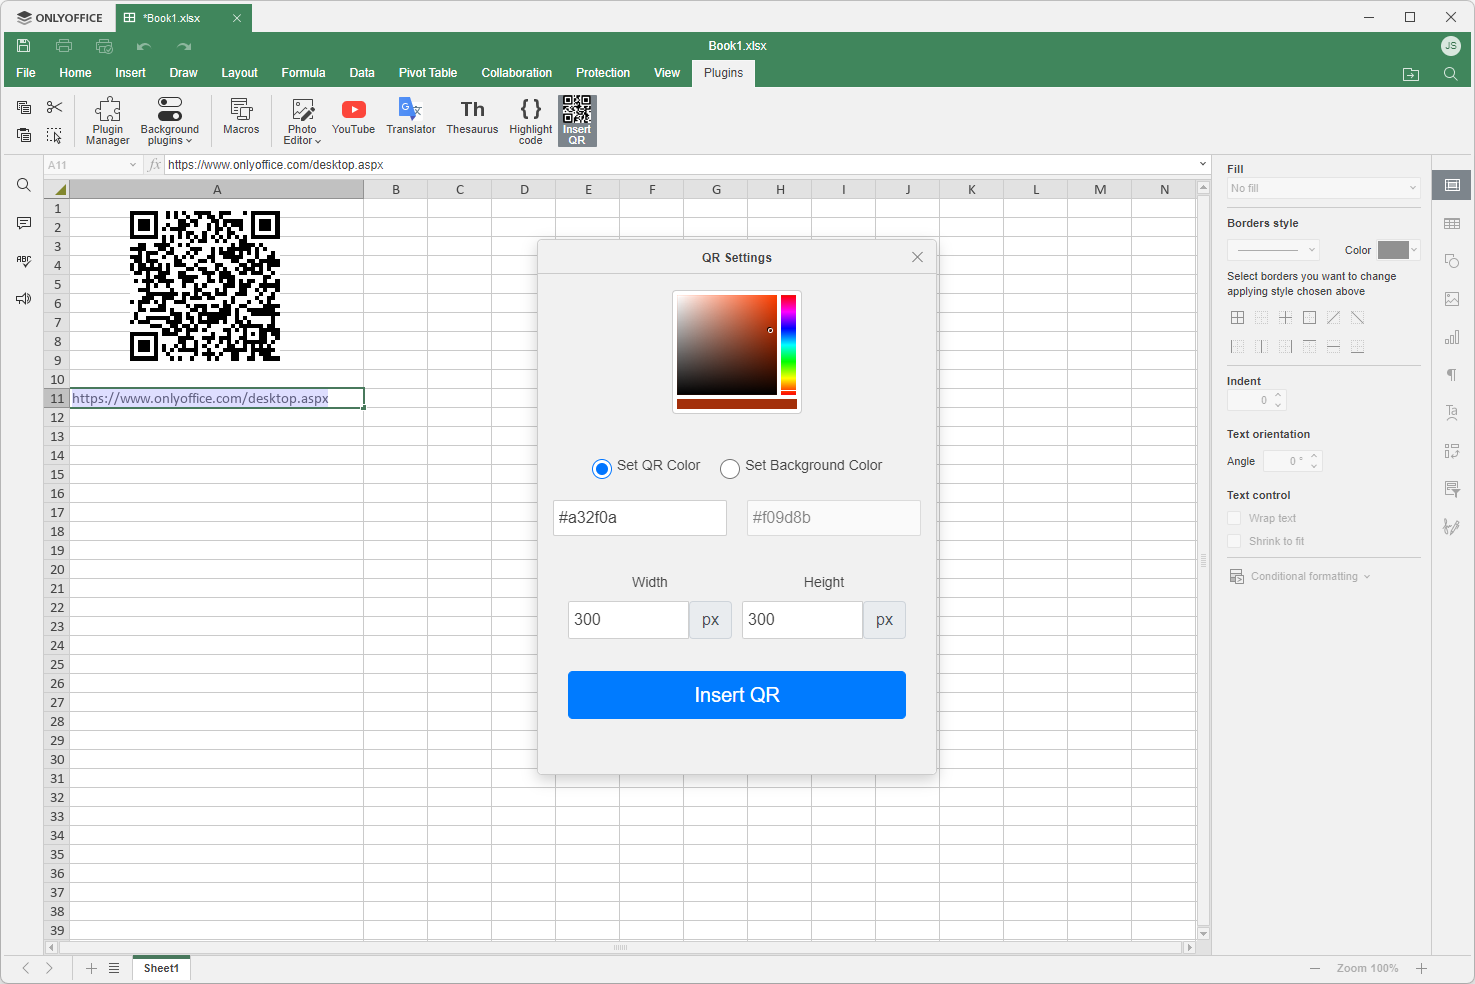 ONLYOFFICE
*Book1.xlsx
Book1.xlsx
JS
File Home Insert Draw Layout Formula Data Pivot Table Collaboration Protection View Plugins
Plugin Manager
Background plugins
Macros
Photo Editor
YouTube
Translator
Th
Thesaurus
Highlight code
Insert QR
A11
fx
https://www.onlyoffice.com/desktop.aspx
A B C D E F G H I J K L M N
1
2
3
4
5
6
7
8
9
10
11 https://www.onlyoffice.com/desktop.aspx
12
13
14
15
16
17
18
19
20
21
22
23
24
25
26
27
28
29
30
31
32
33
34
35
36
37
38
39
ABC
QR Settings
Set QR Color Set Background Color
#a32f0a #f09d8b
Width Height
300 px 300 px
Insert QR
Fill
No fill
Borders style
Color
Select borders you want to change
applying style chosen above
Indent
0
Text orientation
Angle 0 °
Text control
Wrap text
Shrink to fit
Conditional formatting
Sheet1
Zoom 100%